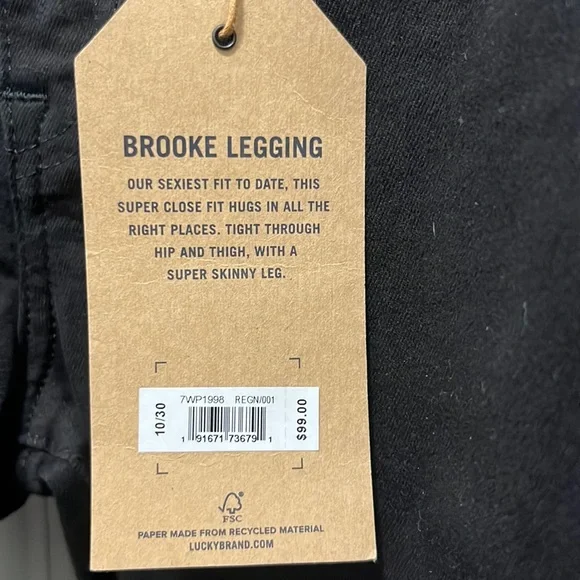 BROOKE LEGGING
OUR SEXIEST FIT TO DATE, THIS
SUPER CLOSE FIT HUGS IN ALL THE
RIGHT PLACES. TIGHT THROUGH
HIP AND THIGH, WITH A
SUPER SKINNY LEG.
10/30
7WP1998 REGN/001
1 91671 73679 1
$99.00
FSC
PAPER MADE FROM RECYCLED MATERIAL
LUCKYBRAND.COM